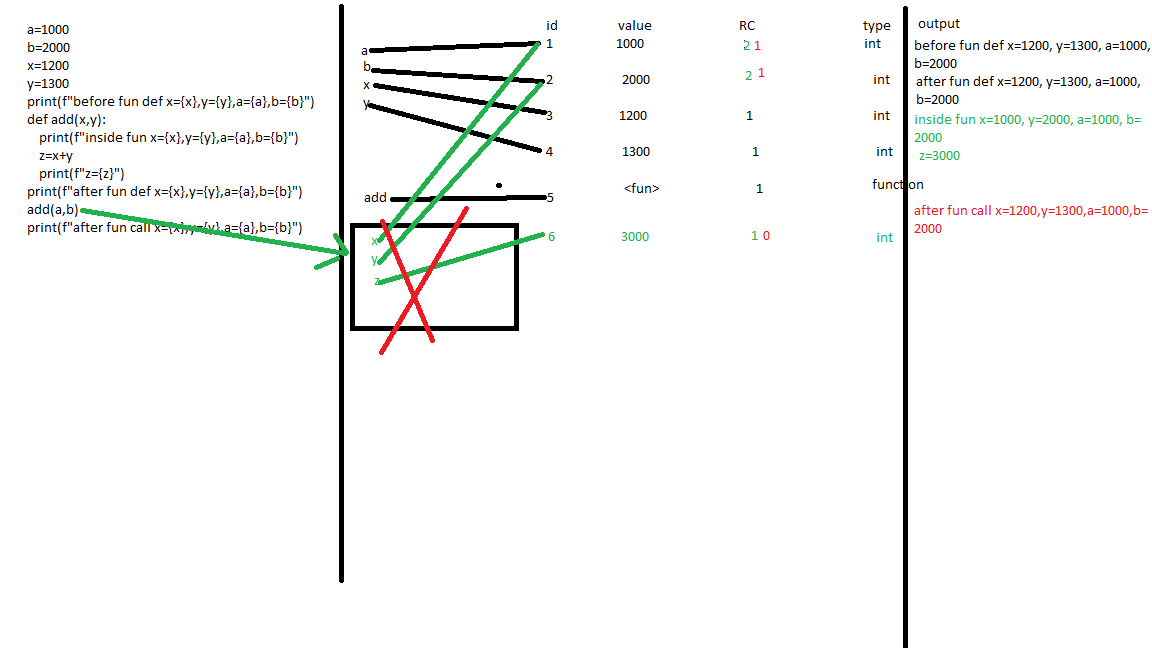 a=1000
b=2000
x=1200
y=1300
print(f"before fun def x={x},y={y},a={a},b={b}")
def add(x,y):
print(f"inside fun x={x},y={y},a={a},b={b}")
z=x+y
print(f"z={z}")
print(f"after fun def x={x},y={y},a={a},b={b}")
add(a,b)
print(f"after fun call x={x},y={y},a={a},b={b}")
id value RC type
a 1 1000 2 1 int
b 2 2000 2 1 int
x 3 1200 1 int
y 4 1300 1 int
add 5 <fun> 1 function
x 6 3000 1 0 int
y
z
output
before fun def x=1200, y=1300, a=1000,
b=2000
after fun def x=1200, y=1300, a=1000,
b=2000
inside fun x=1000, y=2000, a=1000, b=
2000
z=3000
after fun call x=1200,y=1300,a=1000,b=
2000